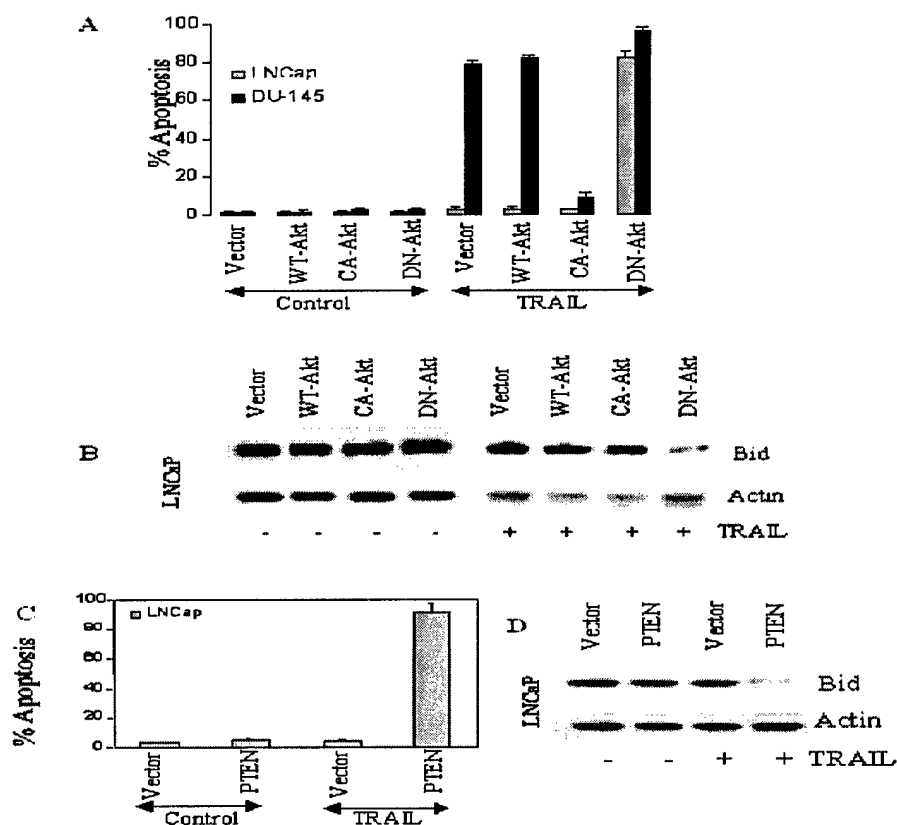 A
% Apoptosis
100
80
60
40
20
0
LNCap
DU-145
Vector
WT-Akt
CA-Akt
DN-Akt
Vector
WT-Akt
CA-Akt
DN-Akt
Control
TRAIL
B
LNCaP
Vector
WT-Akt
CA-Akt
DN-Akt
Vector
WT-Akt
CA-Akt
DN-Akt
Bid
Actin
- - - - + + + + TRAIL
C
% Apoptosis
100
80
60
40
20
0
LNCap
Vector
PTEN
Vector
PTEN
Control
TRAIL
D
LNCaP
Vector
PTEN
Vector
PTEN
Bid
Actin
- - + + TRAIL